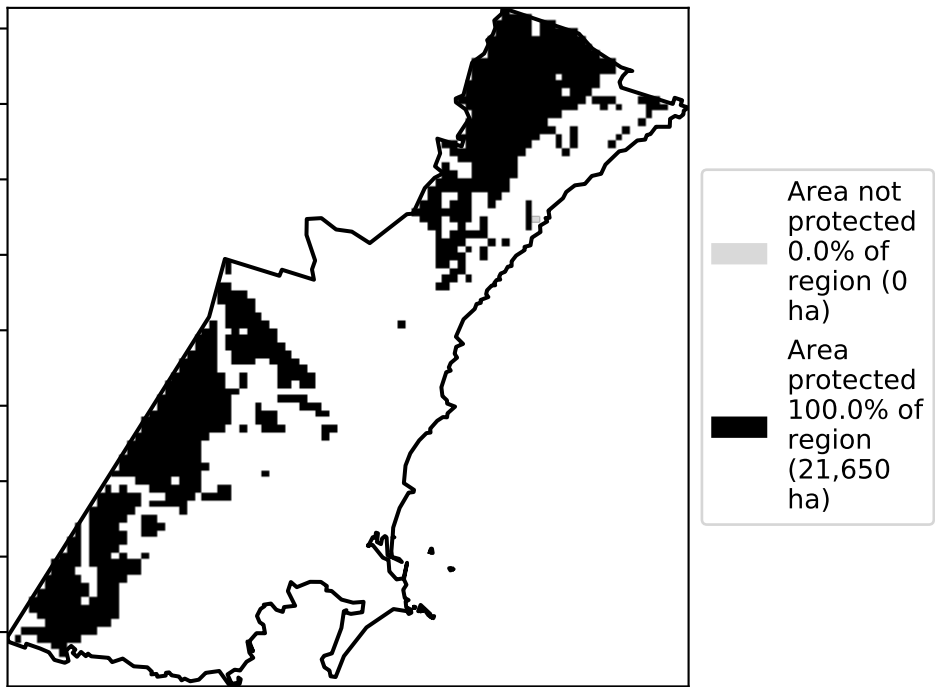 Area not
protected
0.0% of
region (0
ha)
Area
protected
100.0% of
region
(21,650
ha)